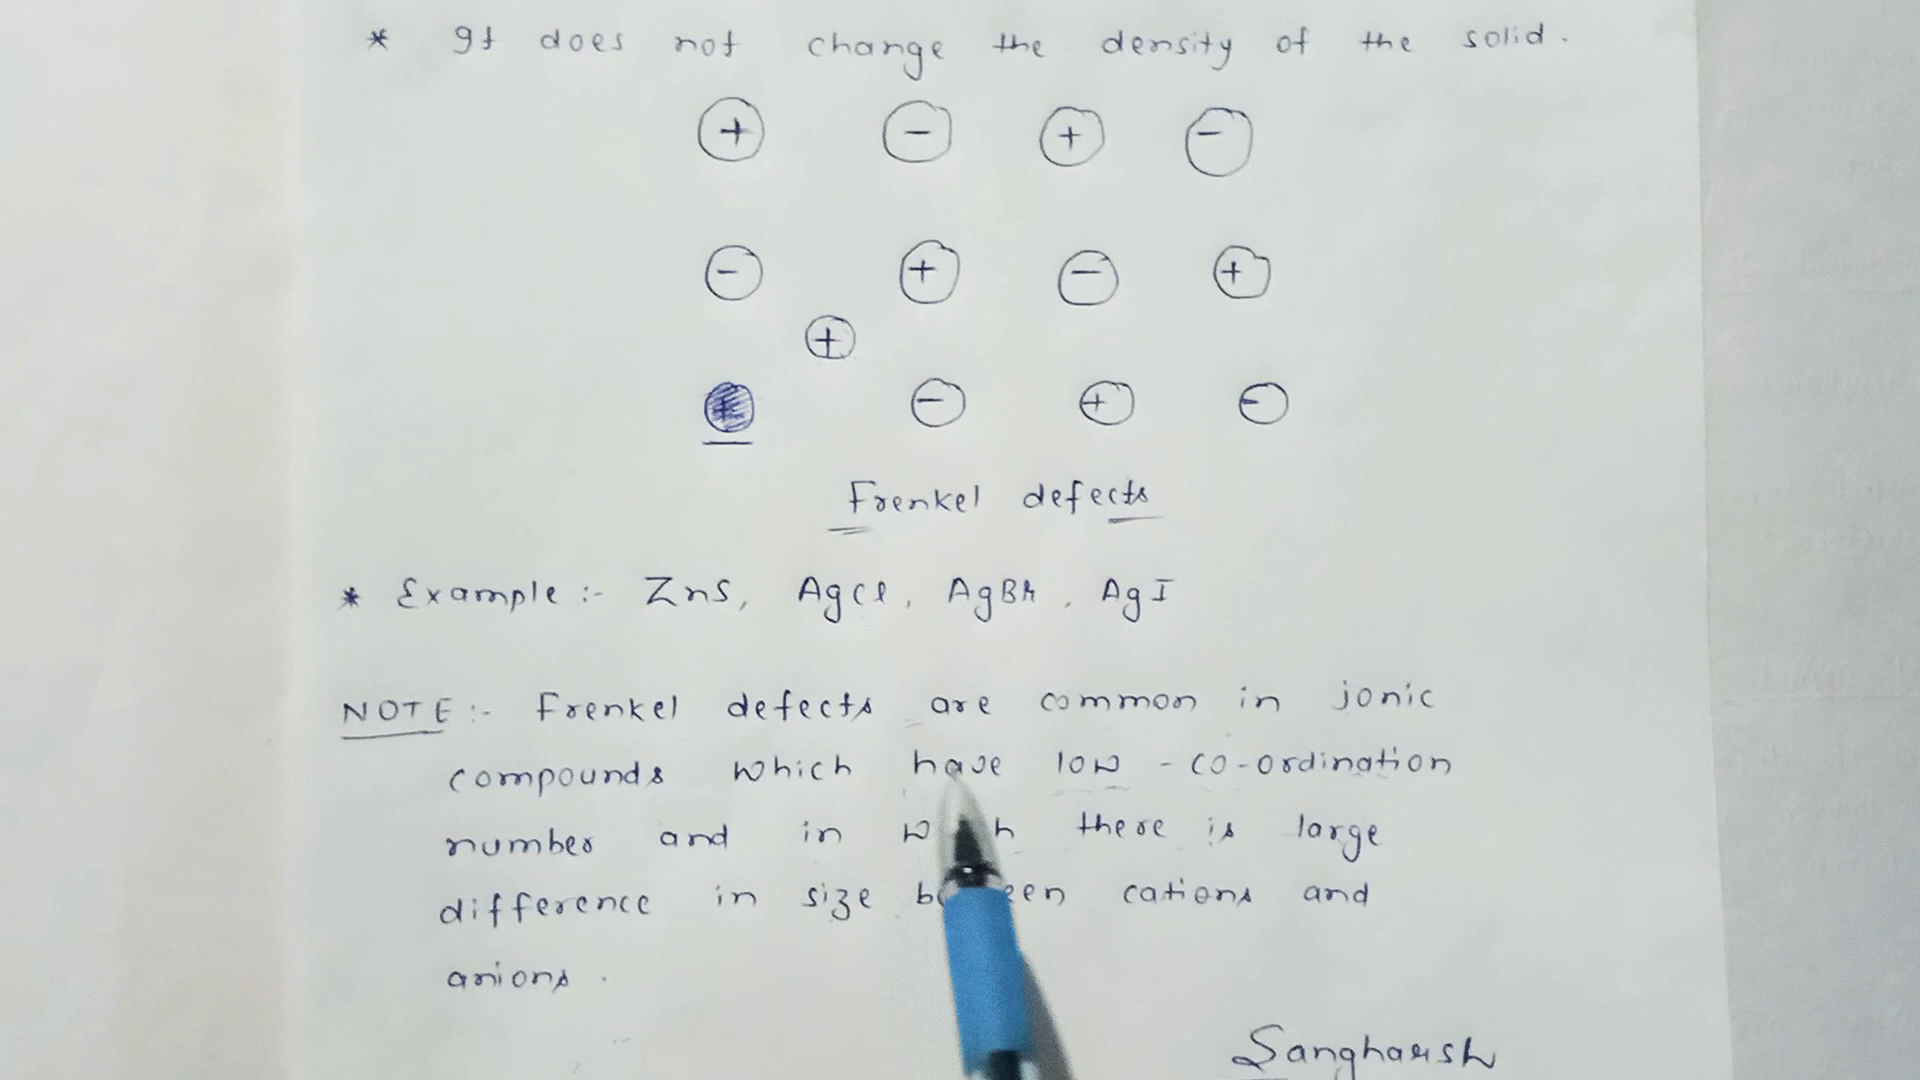 * It does not change the density of the solid.
+ - + -
- + - +
+
+ - + -
Frenkel defects
* Example :- ZnS, AgCl, AgBr, AgI
NOTE :- Frenkel defects are common in ionic
compounds which have low - co-ordination
number and in there is large
difference in size cations and
anions.
Sangharsh